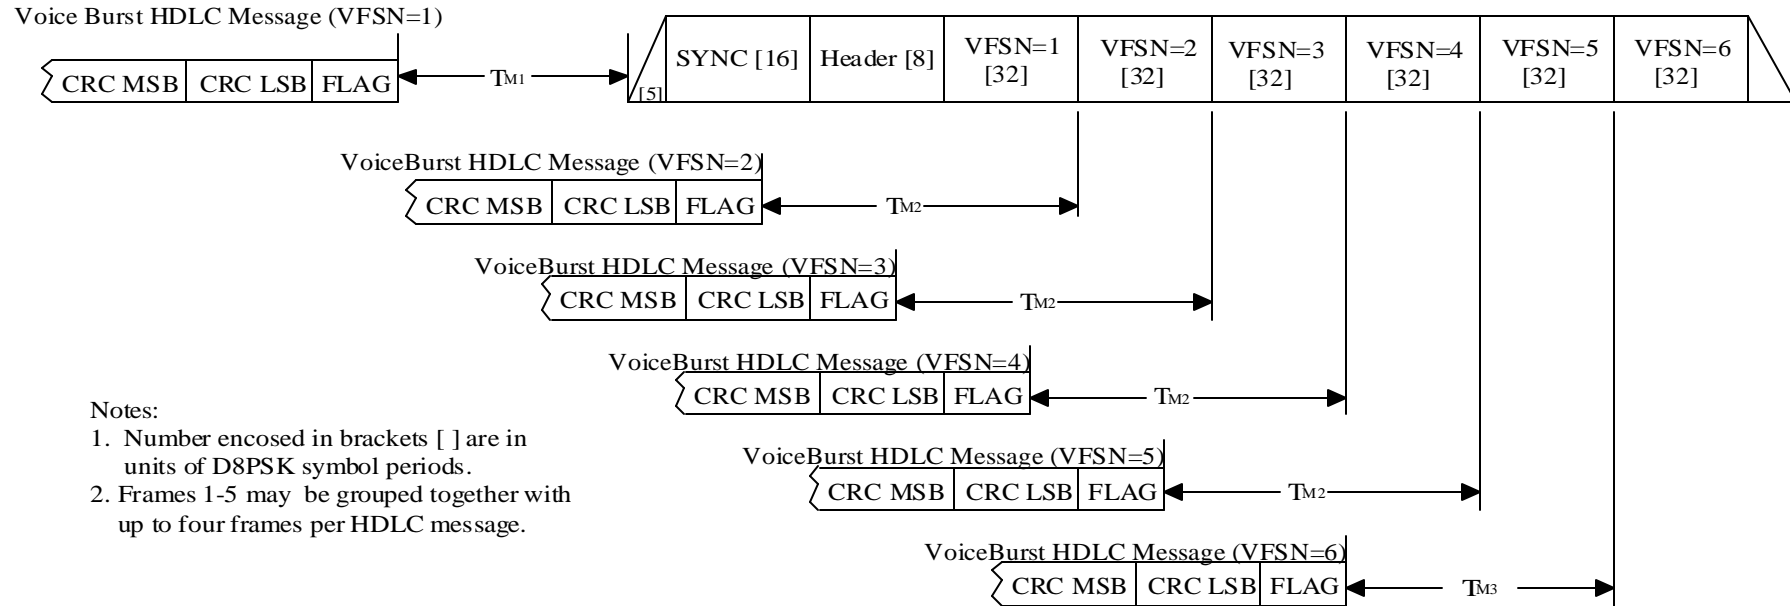 Voice Burst HDLC Message (VFSN=1)
CRC MSB CRC LSB FLAG
TM1
[5]
SYNC [16]
Header [8]
VFSN=1
[32]
VFSN=2
[32]
VFSN=3
[32]
VFSN=4
[32]
VFSN=5
[32]
VFSN=6
[32]
VoiceBurst HDLC Message (VFSN=2)
CRC MSB CRC LSB FLAG
TM2
VoiceBurst HDLC Message (VFSN=3)
CRC MSB CRC LSB FLAG
TM2
VoiceBurst HDLC Message (VFSN=4)
CRC MSB CRC LSB FLAG
TM2
VoiceBurst HDLC Message (VFSN=5)
CRC MSB CRC LSB FLAG
TM2
VoiceBurst HDLC Message (VFSN=6)
CRC MSB CRC LSB FLAG
TM3
Notes:
1. Number encosed in brackets [ ] are in
units of D8PSK symbol periods.
2. Frames 1-5 may be grouped together with
up to four frames per HDLC message.